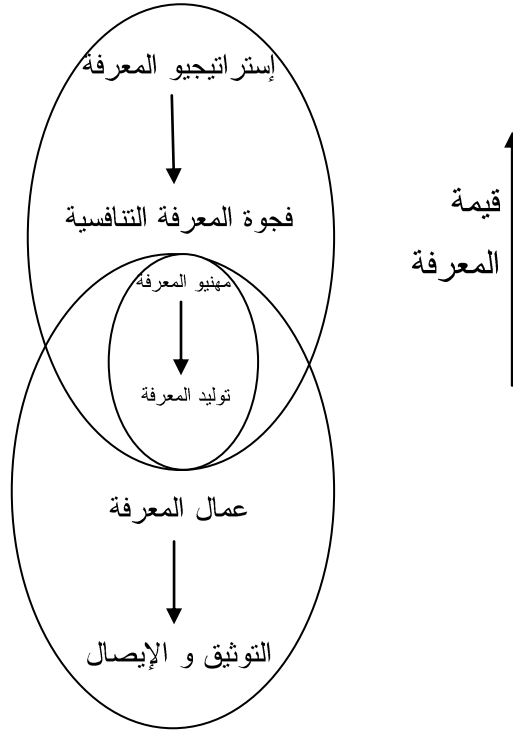 إستراتيجيو المعرفة
فجوة المعرفة التنافسية
مهنيو المعرفة
توليد المعرفة
عمال المعرفة
التوثيق و الإيصال
قيمة
المعرفة